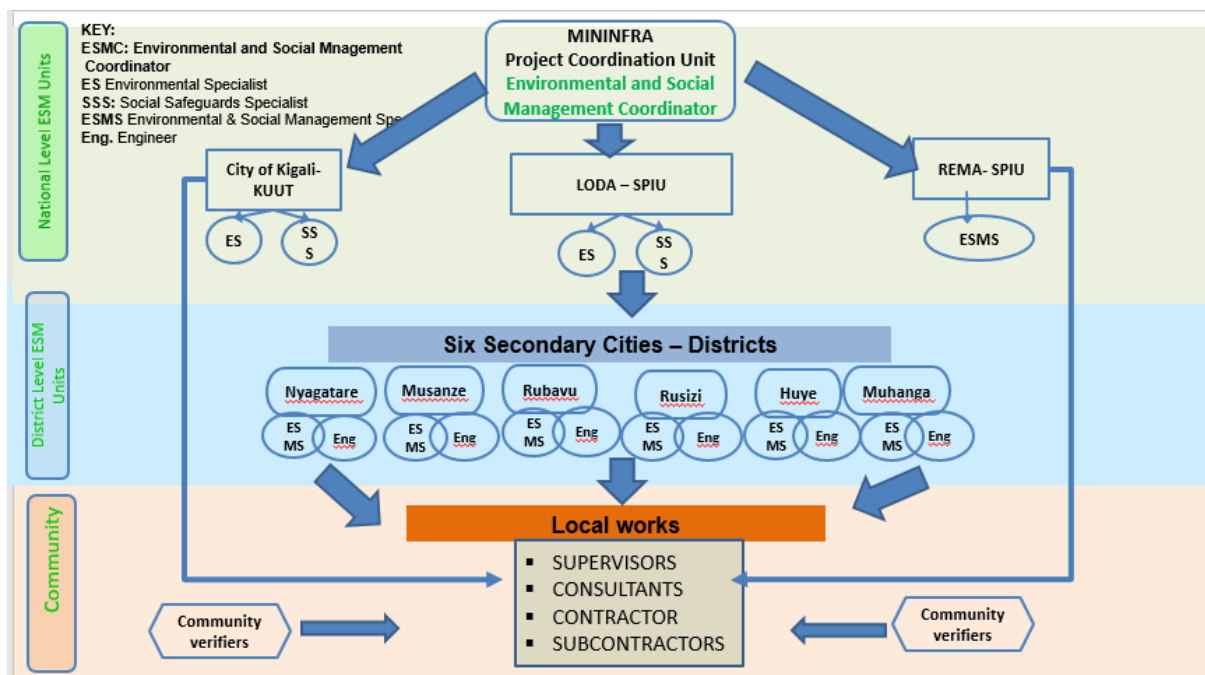 KEY:
ESMC: Environmental and Social Mnagement
Coordinator
ES Environmental Specialist
SSS: Social Safeguards Specialist
ESMS Environmental & Social Management Spe
Eng. Engineer
MININFRA
Project Coordination Unit
Environmental and Social
Management Coordinator
National Level ESM Units
City of Kigali-
KUUT
LODA – SPIU
REMA- SPIU
ES
SS
S
ES
SS
S
ESMS
District Level ESM
Units
Six Secondary Cities – Districts
Nyagatare
Musanze
Rubavu
Rusizi
Huye
Muhanga
ES
MS
Eng
ES
MS
Eng
ES
MS
Eng
ES
MS
Eng
ES
MS
Eng
ES
MS
Eng
Community
Local works
▪ SUPERVISORS
▪ CONSULTANTS
▪ CONTRACTOR
▪ SUBCONTRACTORS
Community
verifiers
Community
verifiers